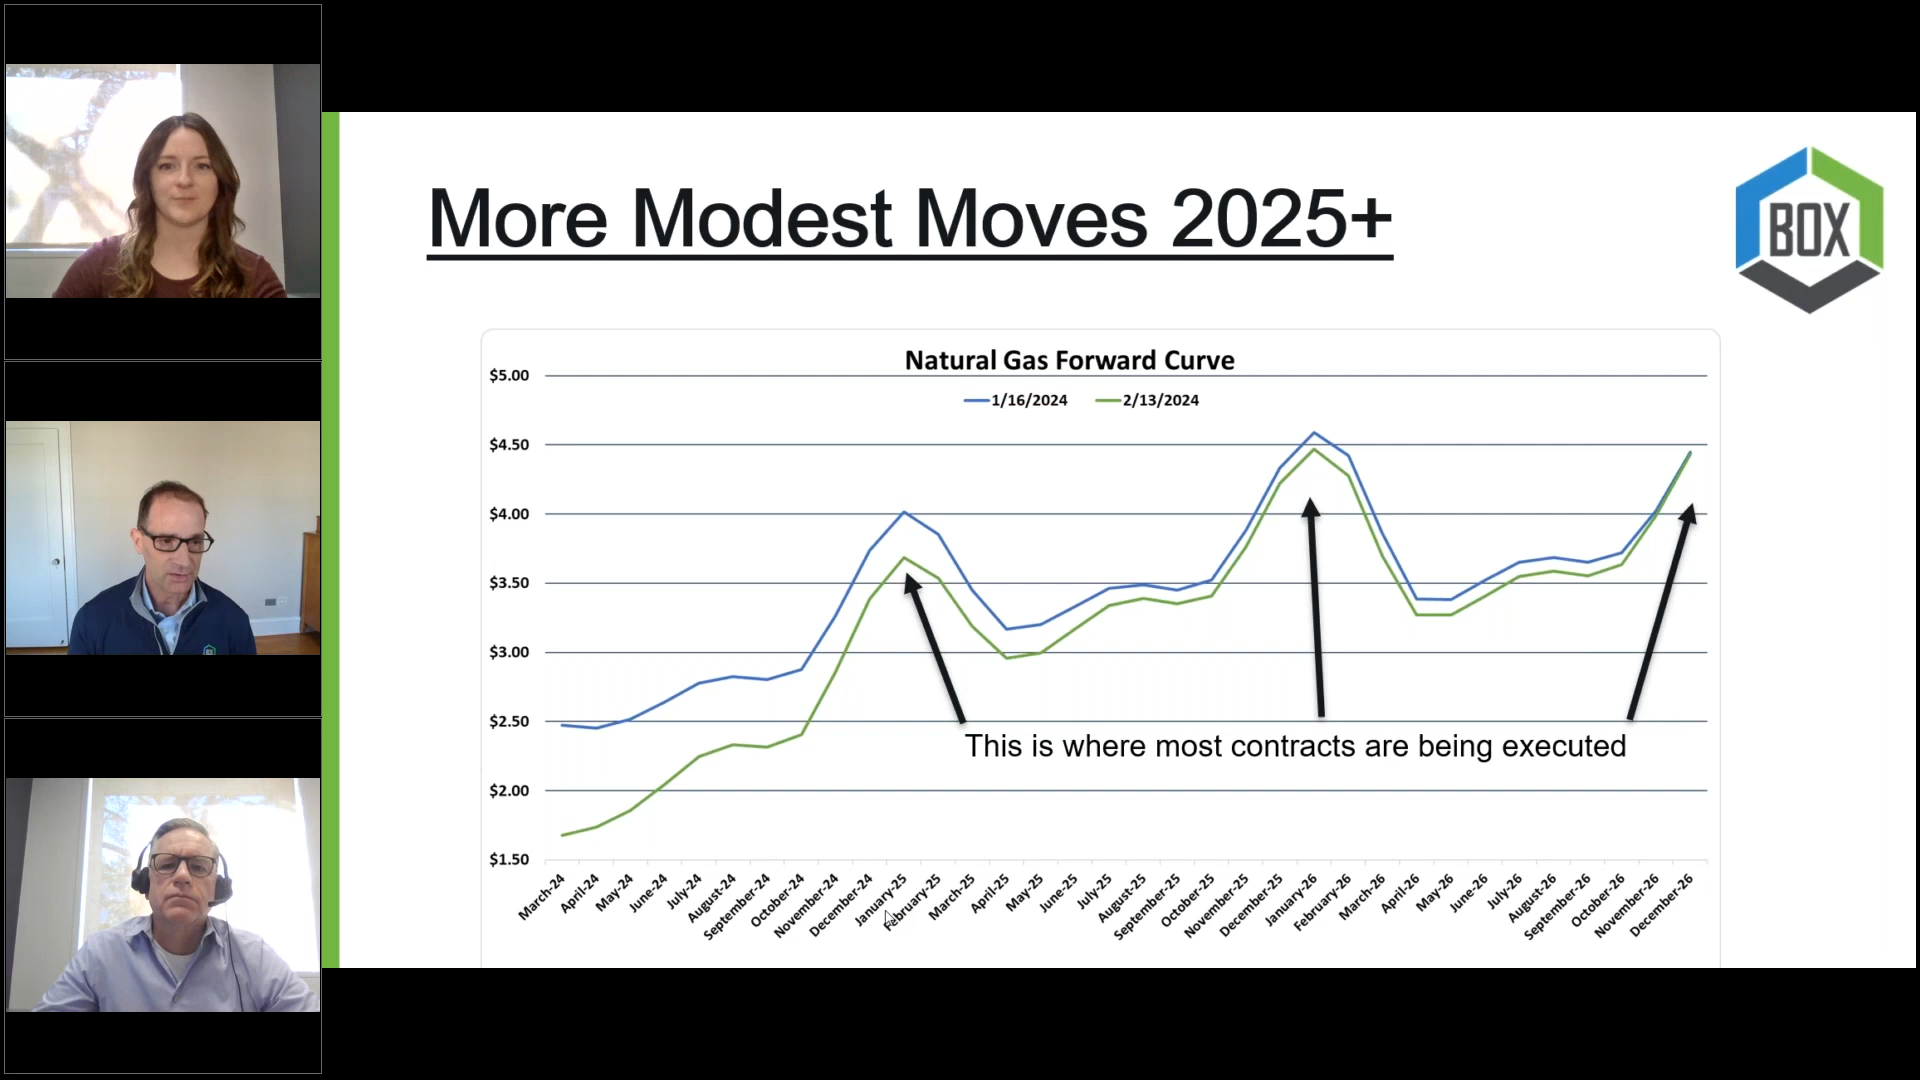 More Modest Moves 2025+
BOX
Natural Gas Forward Curve
1/16/2024 2/13/2024
$5.00
$4.50
$4.00
$3.50
$3.00
$2.50
$2.00
$1.50
This is where most contracts are being executed
March-24
April-24
May-24
June-24
July-24
August-24
September-24
October-24
November-24
December-24
January-25
February-25
March-25
April-25
May-25
June-25
July-25
August-25
September-25
October-25
November-25
December-25
January-26
February-26
March-26
April-26
May-26
June-26
July-26
August-26
September-26
October-26
November-26
December-26